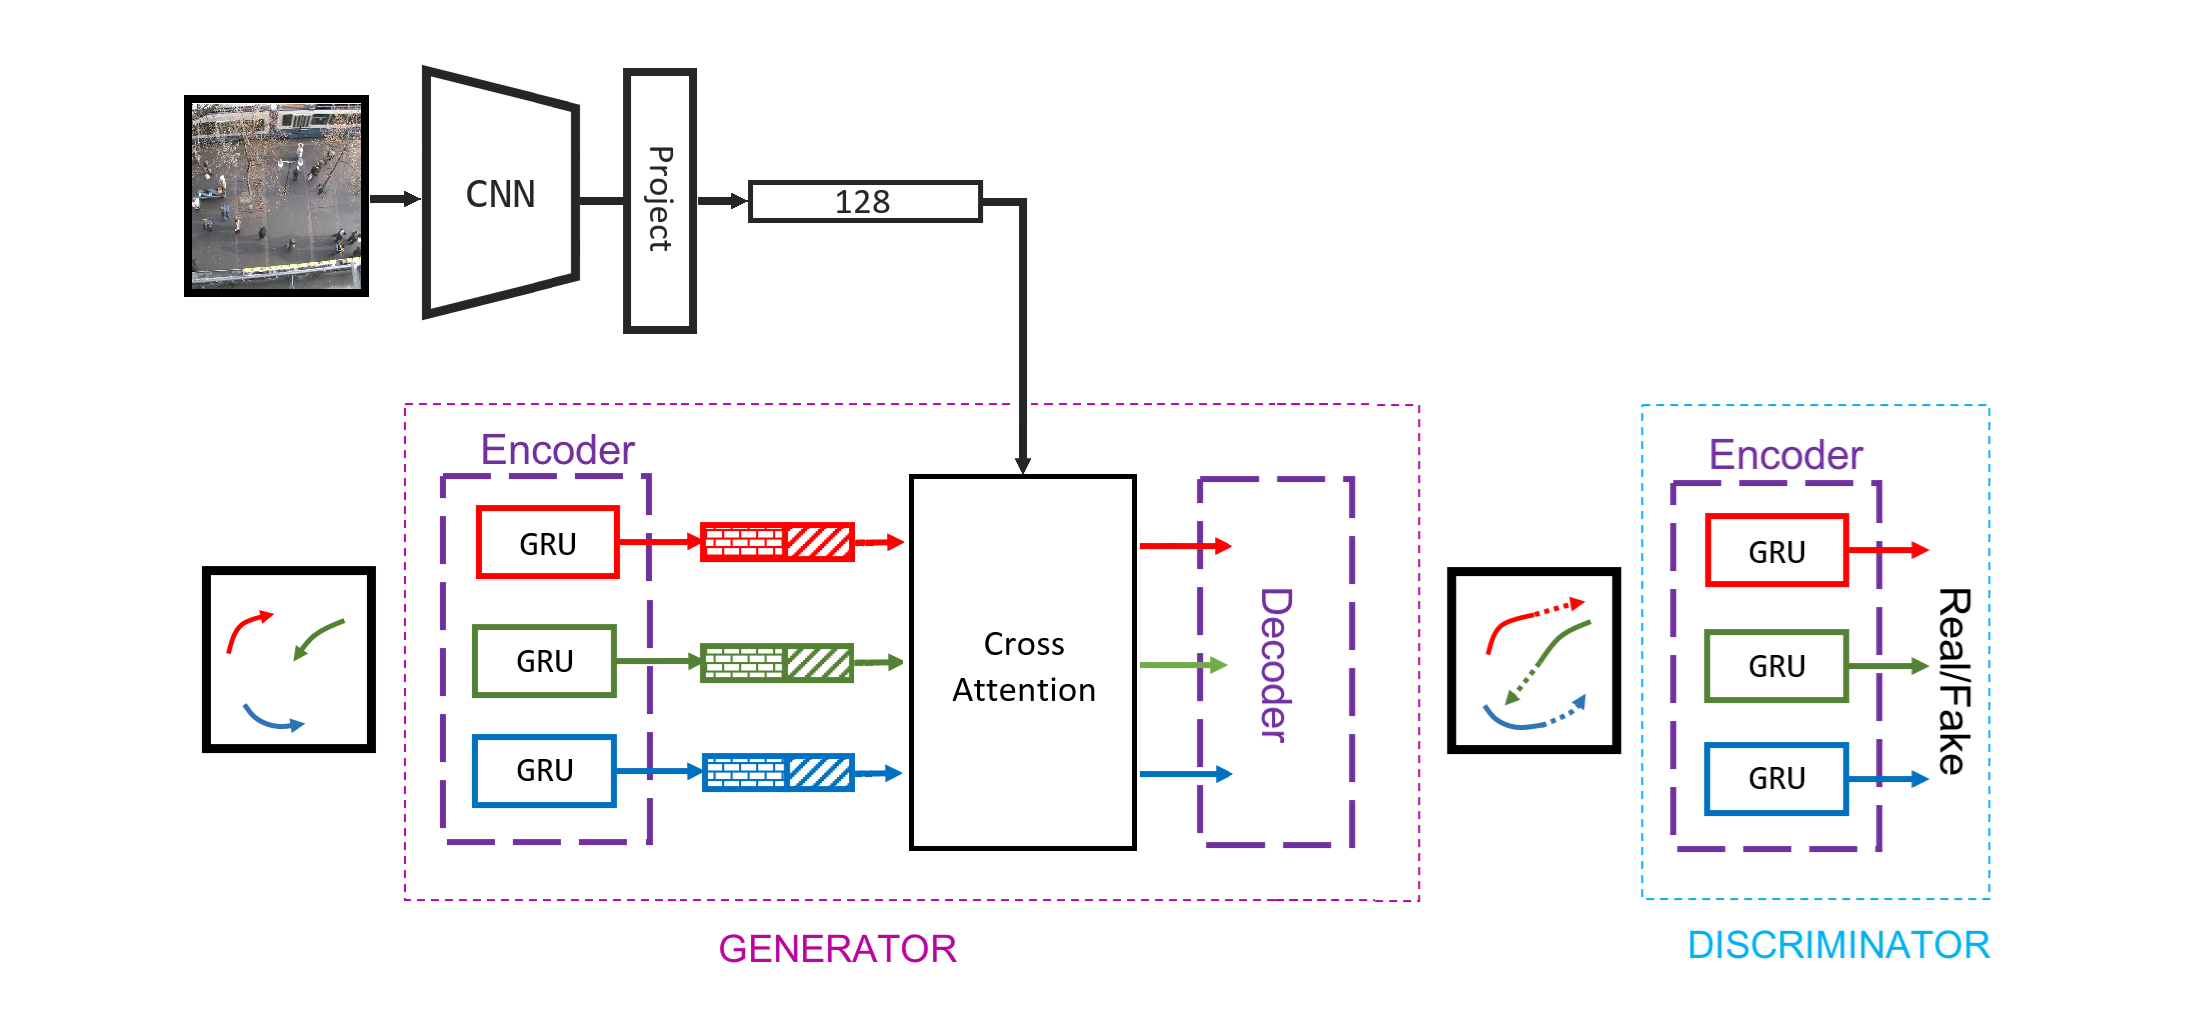 CNN
Project
128
Encoder
GRU
GRU
GRU
Cross
Attention
Decoder
GENERATOR
Encoder
GRU
GRU
GRU
Real/Fake
DISCRIMINATOR